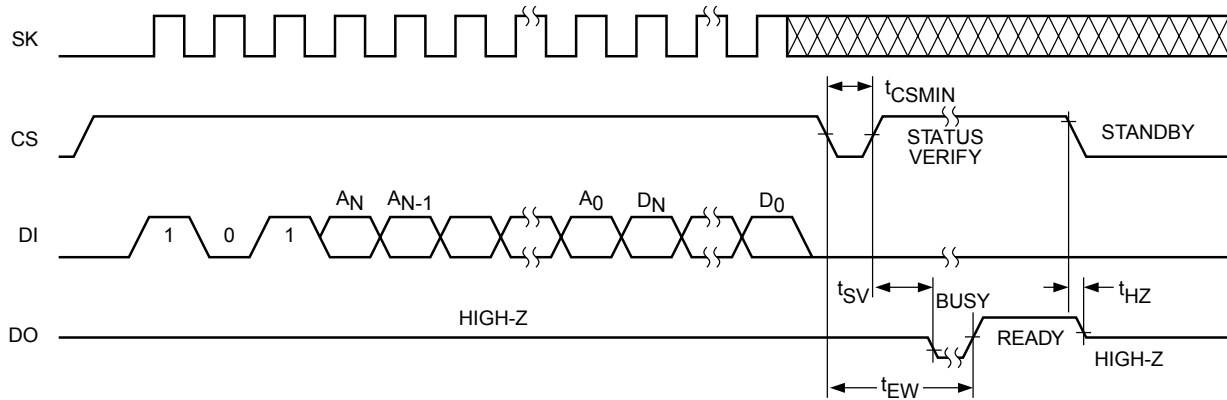 SK
CS
tCSMIN
STATUS
VERIFY
STANDBY
DI
1
0
1
AN
AN-1
A0
DN
D0
tSV
BUSY
tHZ
DO
HIGH-Z
READY
HIGH-Z
tEW